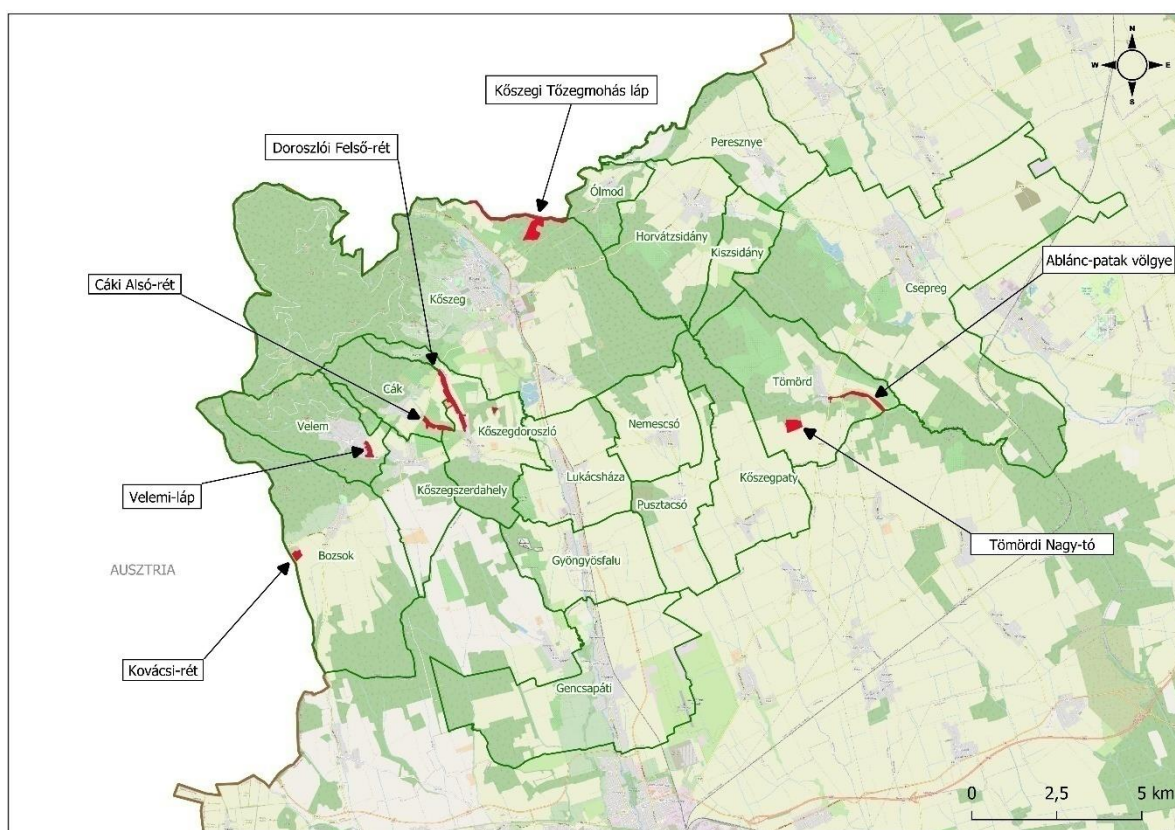 N
W
E
S
Kőszegi Tőzegmohás láp
Doroszlói Felső-rét
Peresznye
Ólmod
Horvátzsidány
Kiszsidány
Ablánc-patak völgye
Cáki Alsó-rét
Kőszeg
Csepreg
Cák
Tömörd
Velem
Kőszegdoroszló
Nemescsó
Velemi-láp
Kőszegszerdahely
Lukácsháza
Kőszegpaty
Pusztacsó
Tömördi Nagy-tó
Bozsok
Gyöngyösfalu
AUSZTRIA
Kovácsi-rét
Gencsapáti
0
2,5
5 km